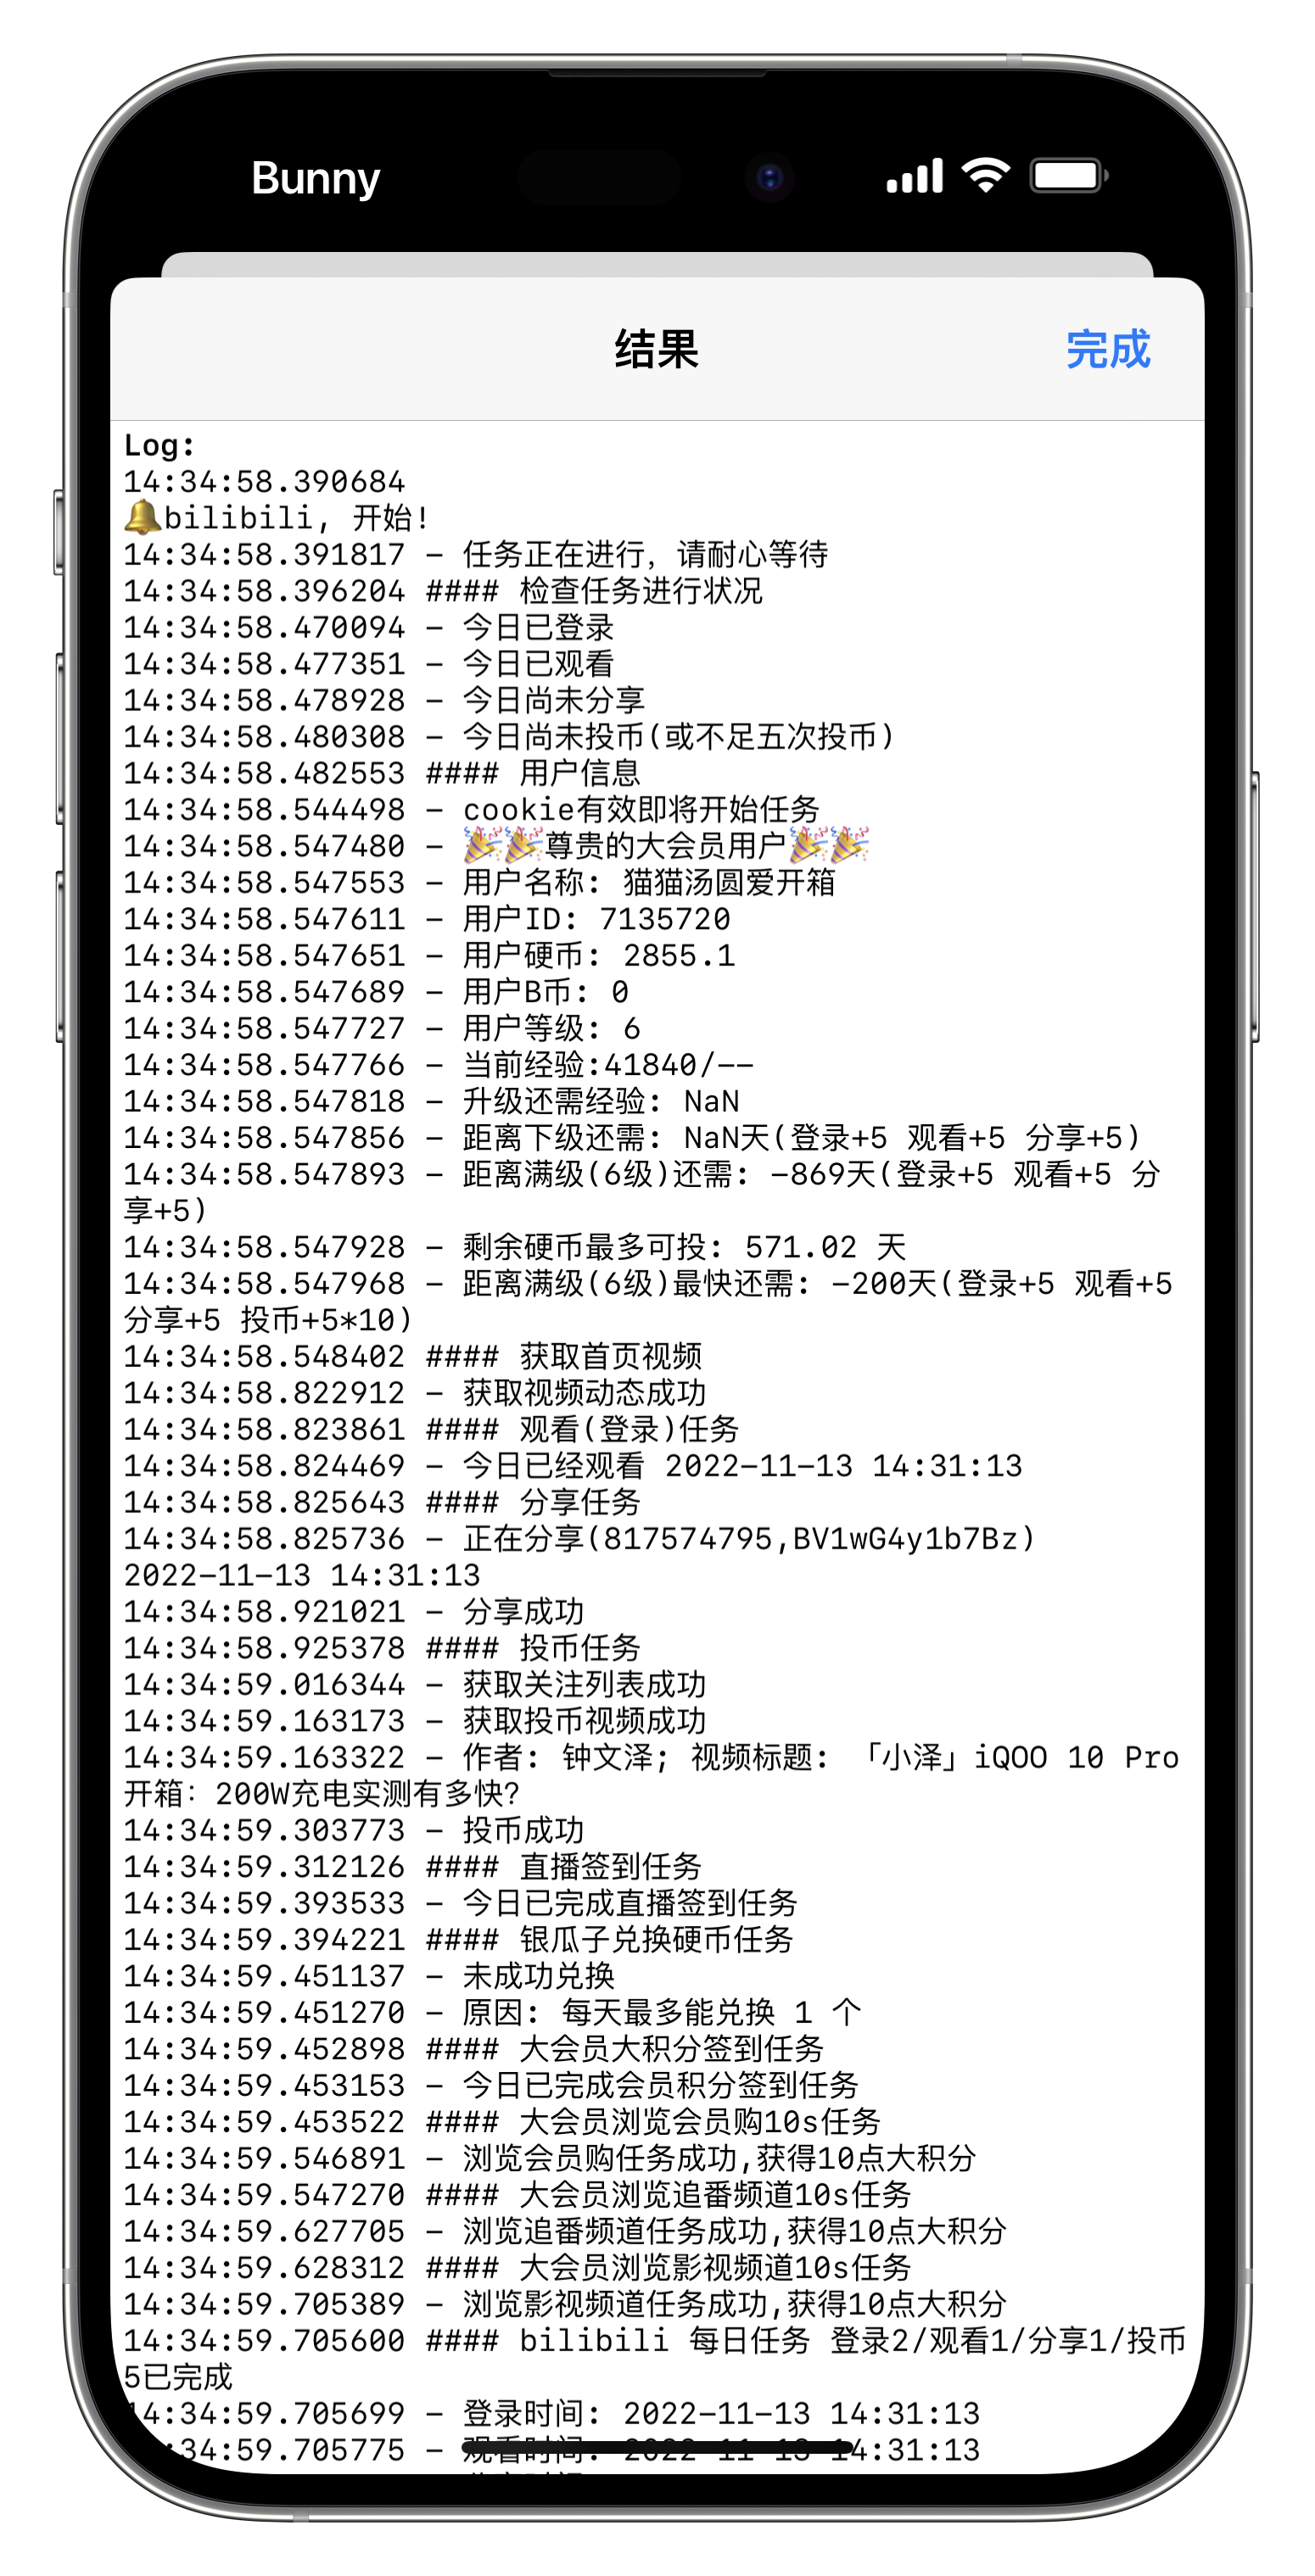 Bunny
结果
完成
Log:
14:34:58.390684
🔔bilibili, 开始!
14:34:58.391817 - 任务正在进行，请耐心等待
14:34:58.396204 #### 检查任务进行状况
14:34:58.470094 - 今日已登录
14:34:58.477351 - 今日已观看
14:34:58.478928 - 今日尚未分享
14:34:58.480308 - 今日尚未投币(或不足五次投币)
14:34:58.482553 #### 用户信息
14:34:58.544498 - cookie有效即将开始任务
14:34:58.547480 - 🎉🎉尊贵的大会员用户🎉🎉
14:34:58.547553 - 用户名称: 猫猫汤圆爱开箱
14:34:58.547611 - 用户ID: 7135720
14:34:58.547651 - 用户硬币: 2855.1
14:34:58.547689 - 用户B币: 0
14:34:58.547727 - 用户等级: 6
14:34:58.547766 - 当前经验:41840/--
14:34:58.547818 - 升级还需经验: NaN
14:34:58.547856 - 距离下级还需: NaN天(登录+5 观看+5 分享+5)
14:34:58.547893 - 距离满级(6级)还需: -869天(登录+5 观看+5 分
享+5)
14:34:58.547928 - 剩余硬币最多可投: 571.02 天
14:34:58.547968 - 距离满级(6级)最快还需: -200天(登录+5 观看+5
分享+5 投币+5*10)
14:34:58.548402 #### 获取首页视频
14:34:58.822912 - 获取视频动态成功
14:34:58.823861 #### 观看(登录)任务
14:34:58.824469 - 今日已经观看 2022-11-13 14:31:13
14:34:58.825643 #### 分享任务
14:34:58.825736 - 正在分享(817574795,BV1wG4y1b7Bz)
2022-11-13 14:31:13
14:34:58.921021 - 分享成功
14:34:58.925378 #### 投币任务
14:34:59.016344 - 获取关注列表成功
14:34:59.163173 - 获取投币视频成功
14:34:59.163322 - 作者: 钟文泽; 视频标题: 「小泽」iQOO 10 Pro
开箱：200W充电实测有多快？
14:34:59.303773 - 投币成功
14:34:59.312126 #### 直播签到任务
14:34:59.393533 - 今日已完成直播签到任务
14:34:59.394221 #### 银瓜子兑换硬币任务
14:34:59.451137 - 未成功兑换
14:34:59.451270 - 原因: 每天最多能兑换 1 个
14:34:59.452898 #### 大会员大积分签到任务
14:34:59.453153 - 今日已完成会员积分签到任务
14:34:59.453522 #### 大会员浏览会员购10s任务
14:34:59.546891 - 浏览会员购任务成功,获得10点大积分
14:34:59.547270 #### 大会员浏览追番频道10s任务
14:34:59.627705 - 浏览追番频道任务成功,获得10点大积分
14:34:59.628312 #### 大会员浏览影视频道10s任务
14:34:59.705389 - 浏览影视频道任务成功,获得10点大积分
14:34:59.705600 #### bilibili 每日任务 登录2/观看1/分享1/投币
5已完成
14:34:59.705699 - 登录时间: 2022-11-13 14:31:13
:34:59.705775 - 观看时间: 2022-11-13 14:31:13